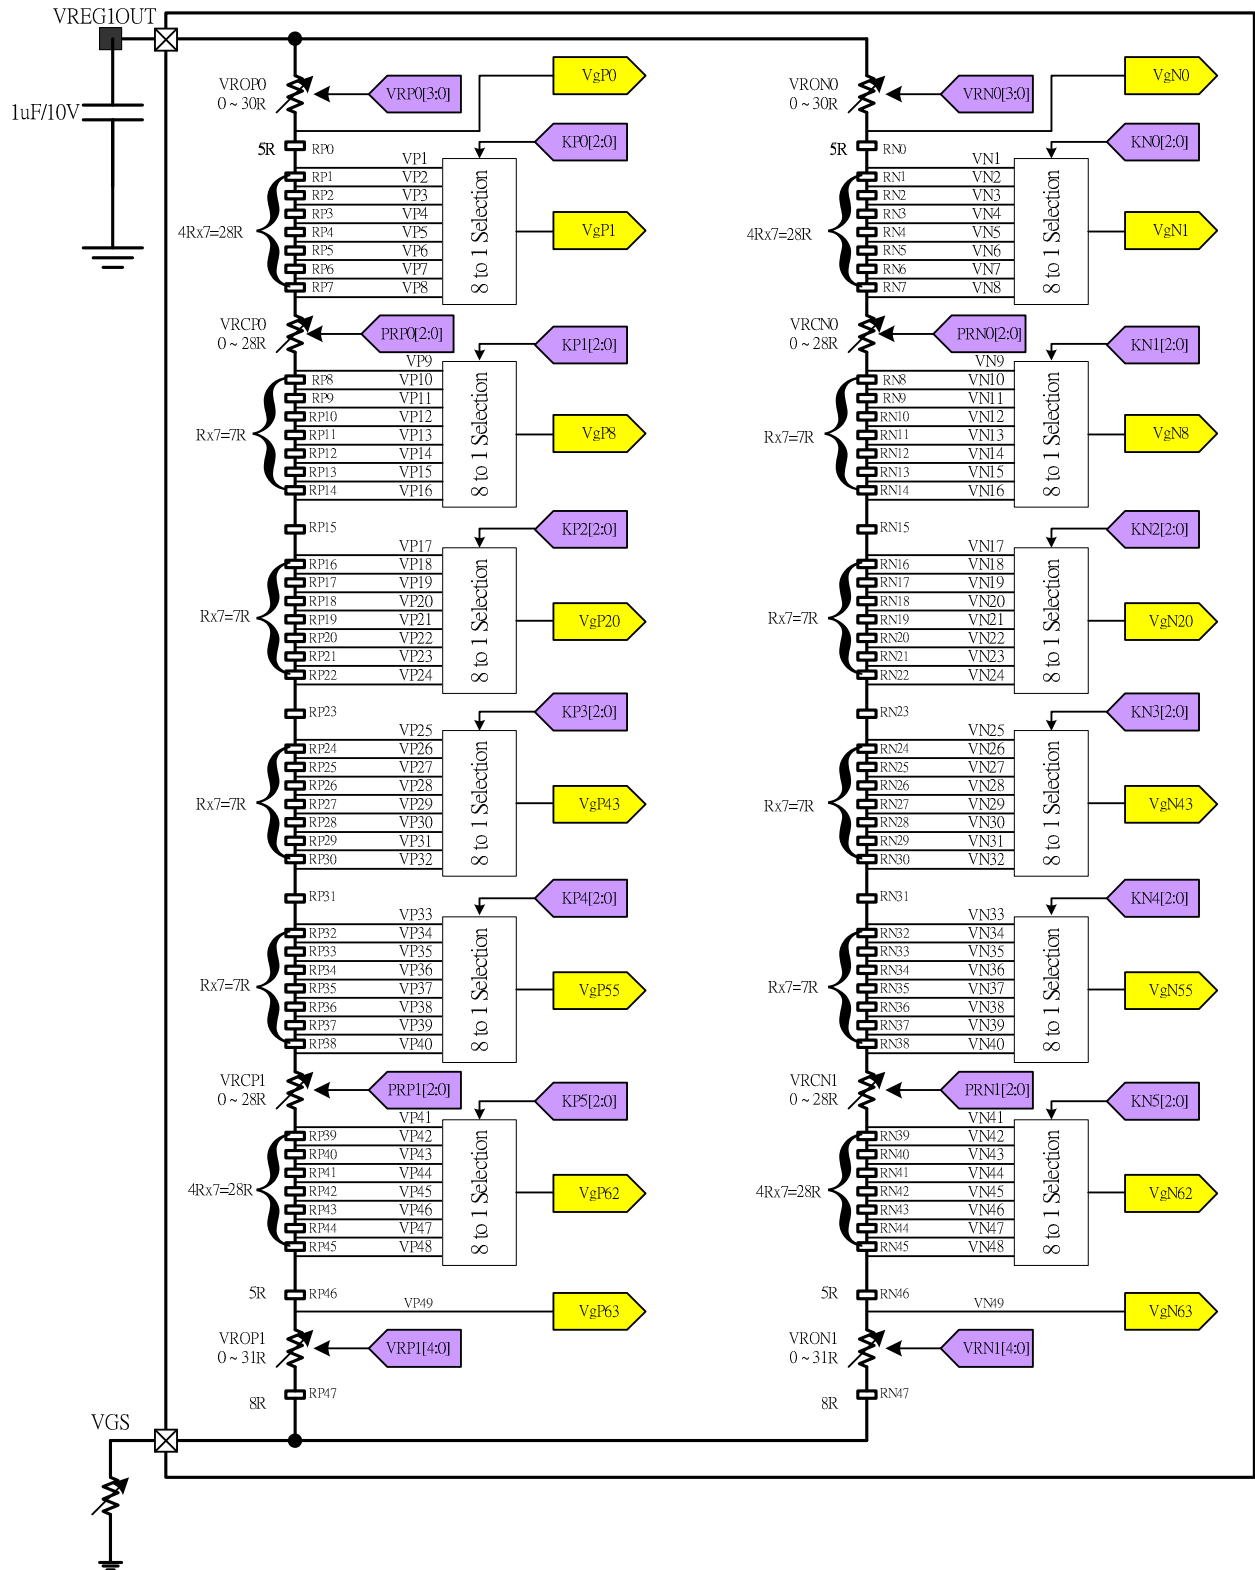 VREG1OUT
1uF/10V
VROP0
0 ~ 30R
VRP0[3:0]
VgP0
5R
RP0
KP0[2:0]
VP1
RP1
VP2
RP2
VP3
RP3
VP4
4Rx7=28R
RP4
VP5
RP5
VP6
RP6
VP7
RP7
VP8
8 to 1 Selection
VgP1
VRCP0
0 ~ 28R
PRP0[2:0]
KP1[2:0]
VP9
RP8
VP10
RP9
VP11
RP10
VP12
Rx7=7R
RP11
VP13
RP12
VP14
RP13
VP15
RP14
VP16
8 to 1 Selection
VgP8
RP15
KP2[2:0]
VP17
RP16
VP18
RP17
VP19
RP18
VP20
Rx7=7R
RP19
VP21
RP20
VP22
RP21
VP23
RP22
VP24
8 to 1 Selection
VgP20
RP23
KP3[2:0]
VP25
RP24
VP26
RP25
VP27
RP26
VP28
Rx7=7R
RP27
VP29
RP28
VP30
RP29
VP31
RP30
VP32
8 to 1 Selection
VgP43
RP31
KP4[2:0]
VP33
RP32
VP34
RP33
VP35
RP34
VP36
Rx7=7R
RP35
VP37
RP36
VP38
RP37
VP39
RP38
VP40
8 to 1 Selection
VgP55
VRCP1
0 ~ 28R
PRP1[2:0]
KP5[2:0]
VP41
RP39
VP42
RP40
VP43
RP41
VP44
4Rx7=28R
RP42
VP45
RP43
VP46
RP44
VP47
RP45
VP48
8 to 1 Selection
VgP62
5R
RP46
VP49
VgP63
VROP1
0 ~ 31R
VRP1[4:0]
8R
RP47
VRON0
0 ~ 30R
VRN0[3:0]
VgN0
5R
RN0
KN0[2:0]
VN1
RN1
VN2
RN2
VN3
RN3
VN4
4Rx7=28R
RN4
VN5
RN5
VN6
RN6
VN7
RN7
VN8
8 to 1 Selection
VgN1
VRCN0
0 ~ 28R
PRN0[2:0]
KN1[2:0]
VN9
RN8
VN10
RN9
VN11
RN10
VN12
Rx7=7R
RN11
VN13
RN12
VN14
RN13
VN15
RN14
VN16
8 to 1 Selection
VgN8
RN15
KN2[2:0]
VN17
RN16
VN18
RN17
VN19
RN18
VN20
Rx7=7R
RN19
VN21
RN20
VN22
RN21
VN23
RN22
VN24
8 to 1 Selection
VgN20
RN23
KN3[2:0]
VN25
RN24
VN26
RN25
VN27
RN26
VN28
Rx7=7R
RN27
VN29
RN28
VN30
RN29
VN31
RN30
VN32
8 to 1 Selection
VgN43
RN31
KN4[2:0]
VN33
RN32
VN34
RN33
VN35
RN34
VN36
Rx7=7R
RN35
VN37
RN36
VN38
RN37
VN39
RN38
VN40
8 to 1 Selection
VgN55
VRCN1
0 ~ 28R
PRN1[2:0]
KN5[2:0]
VN41
RN39
VN42
RN40
VN43
RN41
VN44
4Rx7=28R
RN42
VN45
RN43
VN46
RN44
VN47
RN45
VN48
8 to 1 Selection
VgN62
5R
RN46
VN49
VgN63
VRON1
0 ~ 31R
VRN1[4:0]
8R
RN47
VGS